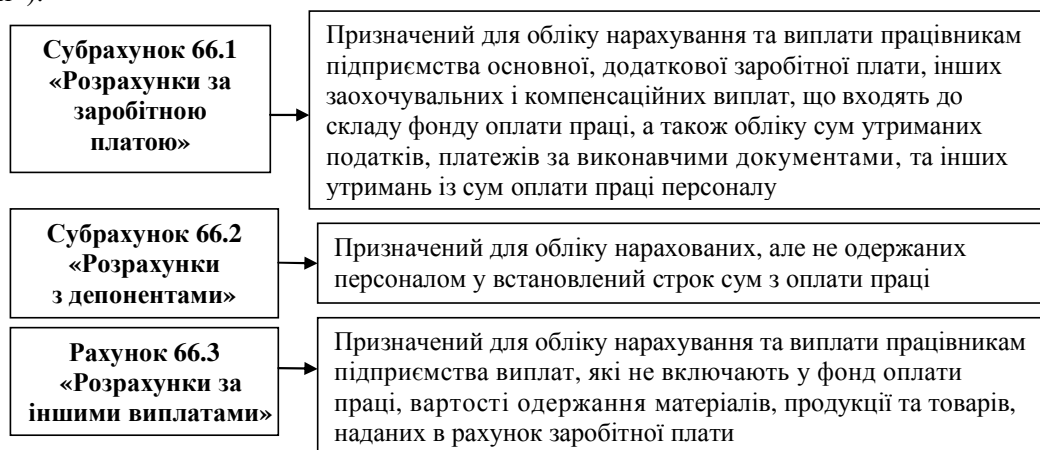 Субрахунок 66.1
«Розрахунки за
заробітною
платою»
Призначений для обліку нарахування та виплати працівникам
підприємства основної, додаткової заробітної плати, інших
заохочувальних і компенсаційних виплат, що входять до
складу фонду оплати праці, а також обліку сум утриманих
податків, платежів за виконавчими документами, та інших
утримань із сум оплати праці персоналу
Субрахунок 66.2
«Розрахунки
з депонентами»
Призначений для обліку нарахованих, але не одержаних
персоналом у встановлений строк сум з оплати праці
Рахунок 66.3
«Розрахунки за
іншими виплатами»
Призначений для обліку нарахування та виплати працівникам
підприємства виплат, які не включають у фонд оплати
праці, вартості одержання матеріалів, продукції та товарів,
наданих в рахунок заробітної плати